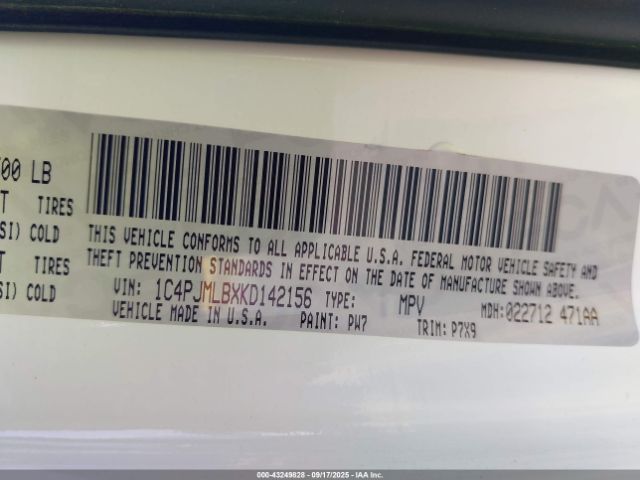 700 LB
T TIRES
SI) COLD
T TIRES
SI) COLD
THIS VEHICLE CONFORMS TO ALL APPLICABLE U.S.A. FEDERAL MOTOR VEHICLE SAFETY AND
THEFT PREVENTION STANDARDS IN EFFECT ON THE DATE OF MANUFACTURE SHOWN ABOVE.
VIN: 1C4PJMLBXKD142156 TYPE: MPV MDH: 022712 471AA
VEHICLE MADE IN U.S.A. PAINT: PW7 TRIM: P7X9
000-43249828 - 09/17/2025 - IAA Inc.